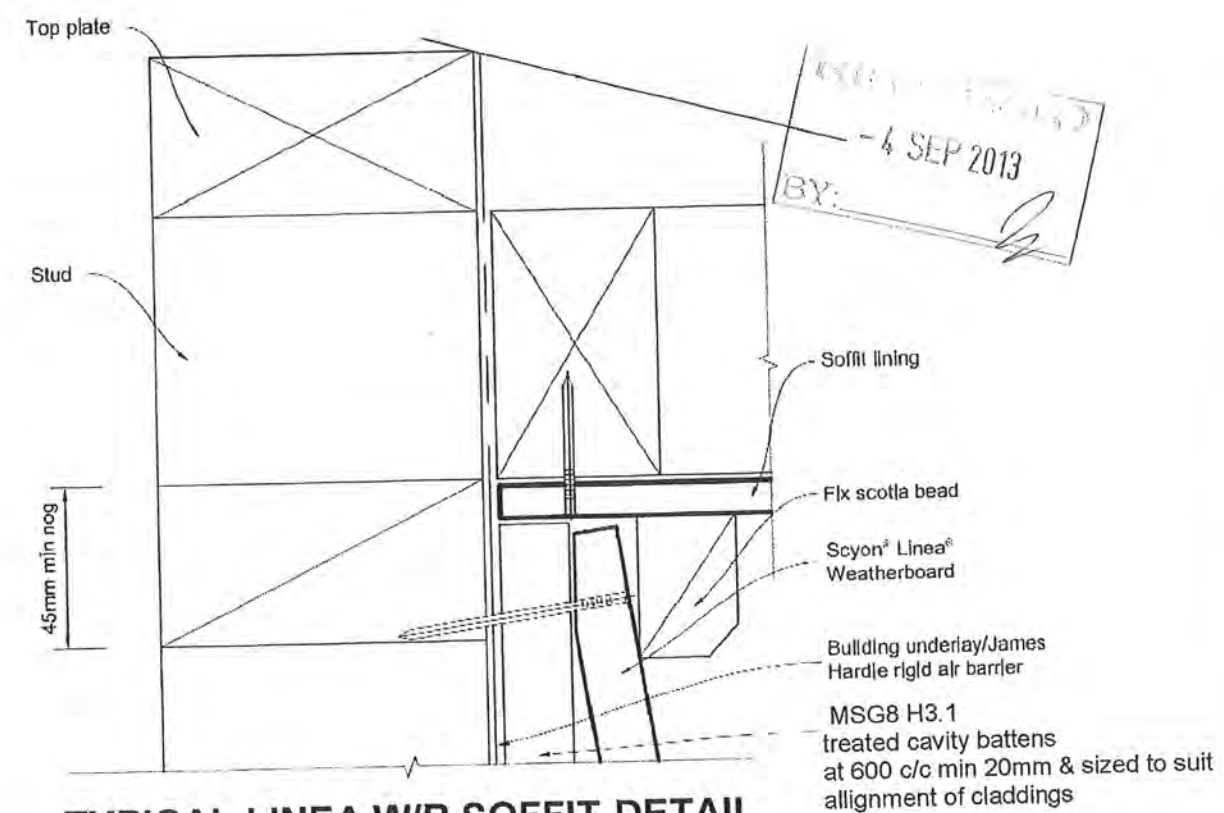 Top plate
- 4 SEP 2013
BY:
Stud
Soffit lining
Fix scotia bead
45mm min nog
Scyon® Linea®
Weatherboard
Building underlay/James
Hardie rigid air barrier
MSG8 H3.1
treated cavity battens
at 600 c/c min 20mm & sized to suit
allignment of claddings
TYPICAL LINEA W/B SOFFIT DETAIL